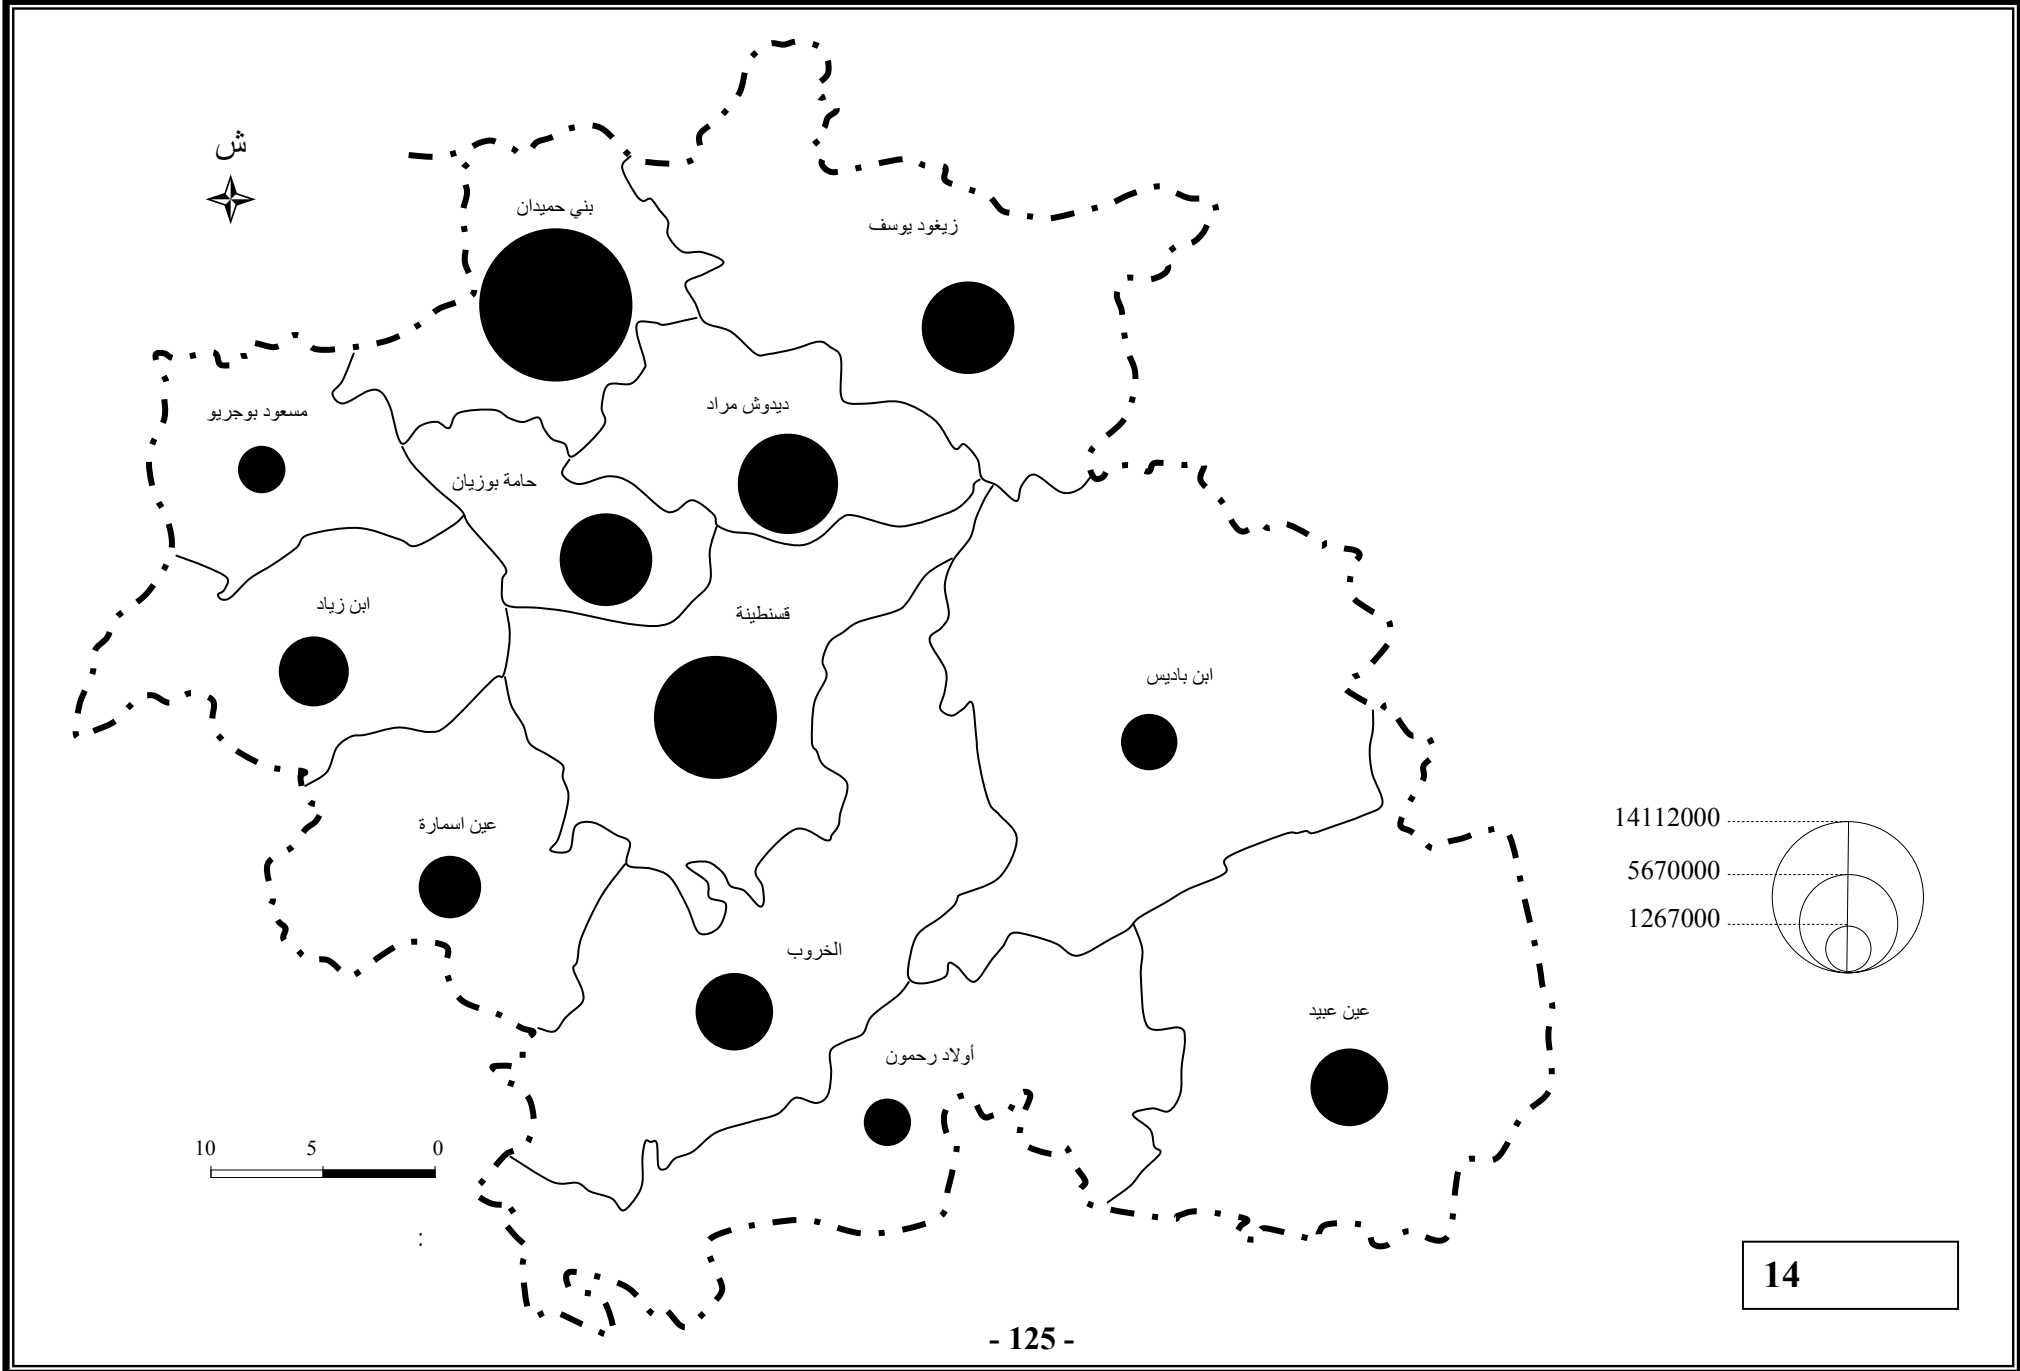 ش
بني حميدان
زيغود يوسف
ديدوش مراد
مسعود بوجريو
حامة بوزيان
ابن زياد
قسنطينة
ابن باديس
عين اسمارة
14112000
5670000
1267000
الخروب
عين عبيد
أولاد رحمون
10 5 0
:
14
- 125 -